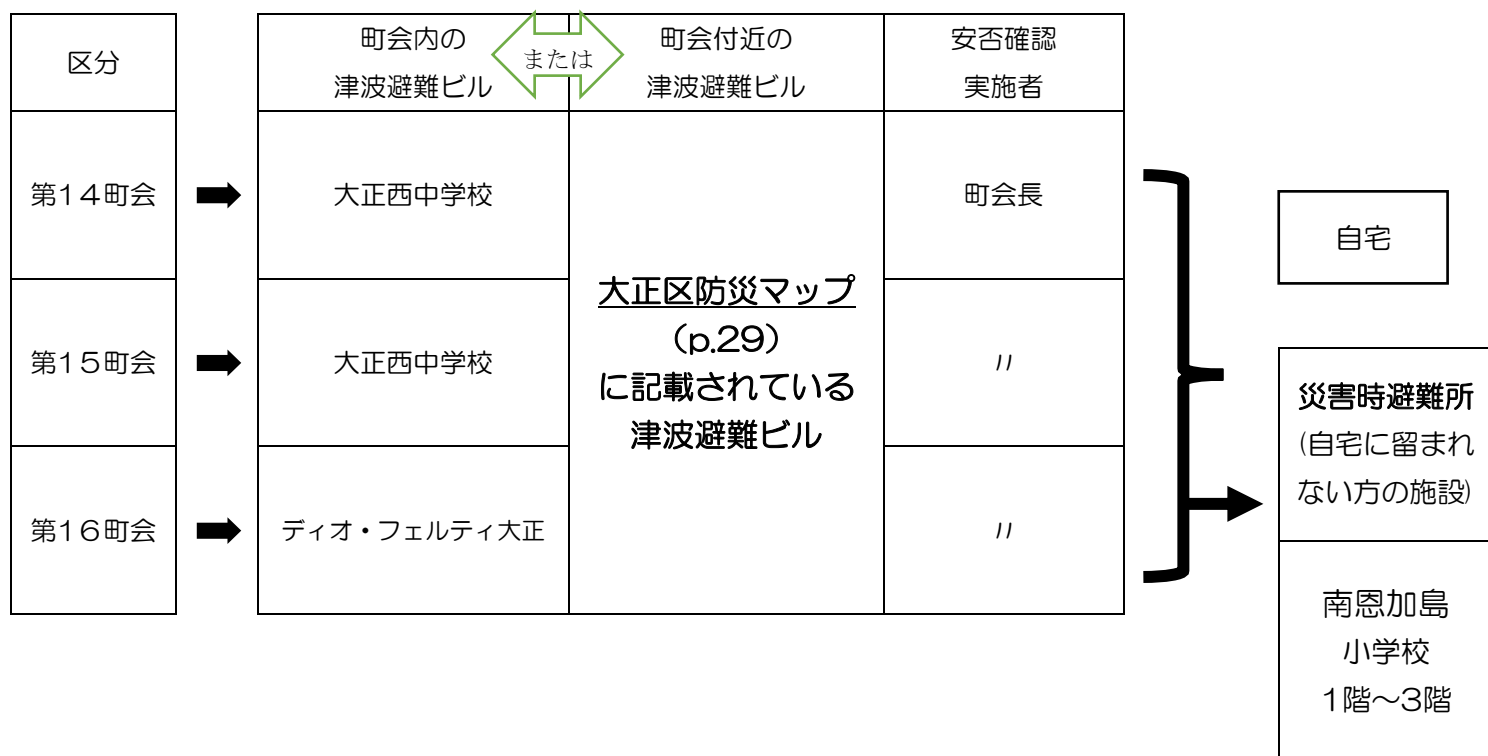 区分
町会内の
津波避難ビル
または
町会付近の
津波避難ビル
安否確認
実施者
第14町会
大正西中学校
大正区防災マップ
(p.29)
に記載されている
津波避難ビル
町会長
第15町会
大正西中学校
〃
第16町会
ディオ・フェルティ大正
〃
自宅
災害時避難所
(自宅に留まれ
ない方の施設)
南恩加島
小学校
1階~3階